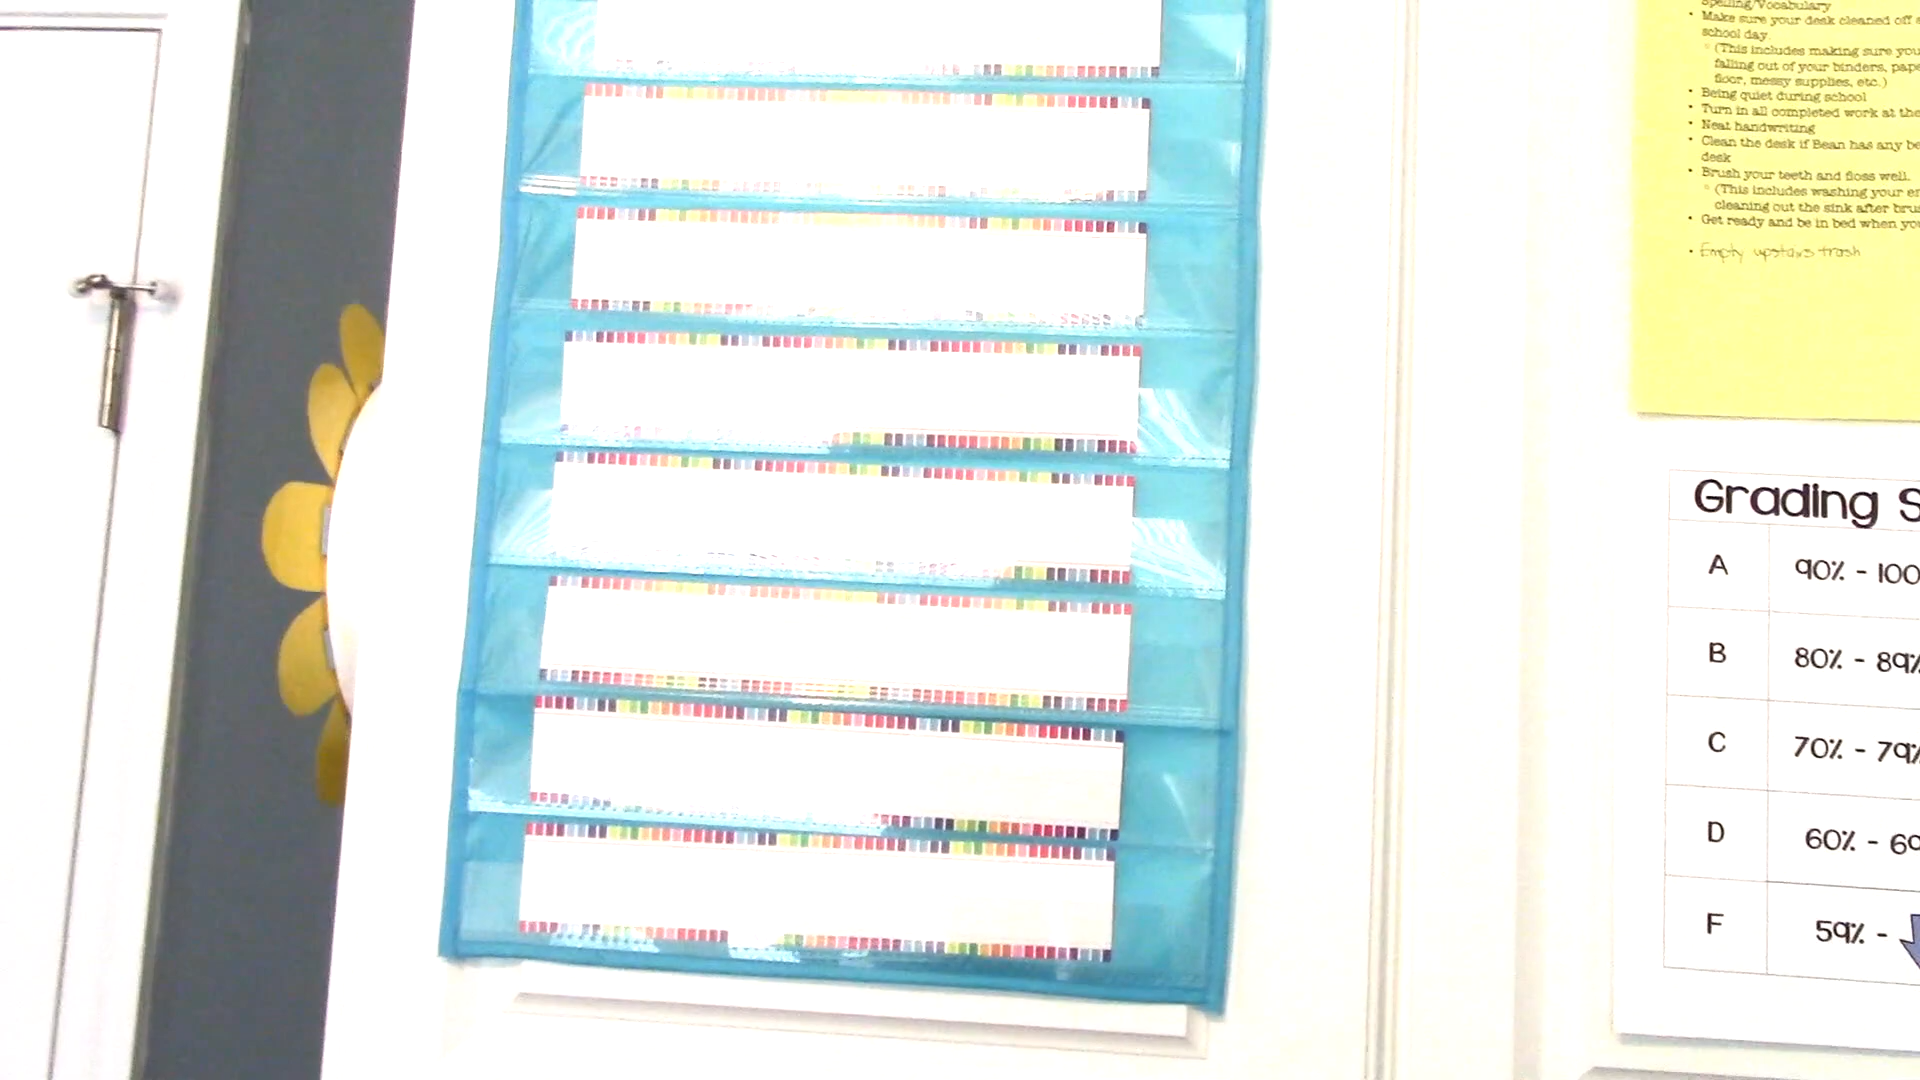 Spelling/Vocabulary
• Make sure your desk cleaned off
school day.
(This includes making sure you
falling out of your binders,
floor, messy supplies, etc.)
• Being quiet during school
• Turn in all completed work at the
• Neat handwriting
• Clean the desk if Bean has any
desk
• Brush your teeth and floss well.
(This includes washing your
cleaning out the sink after
• Get ready and be in bed when
• Empty upstairs trash
Grading S
A 90% - 100
B 80% - 89%
C 70% - 79%
D 60% - 69
F 59% -